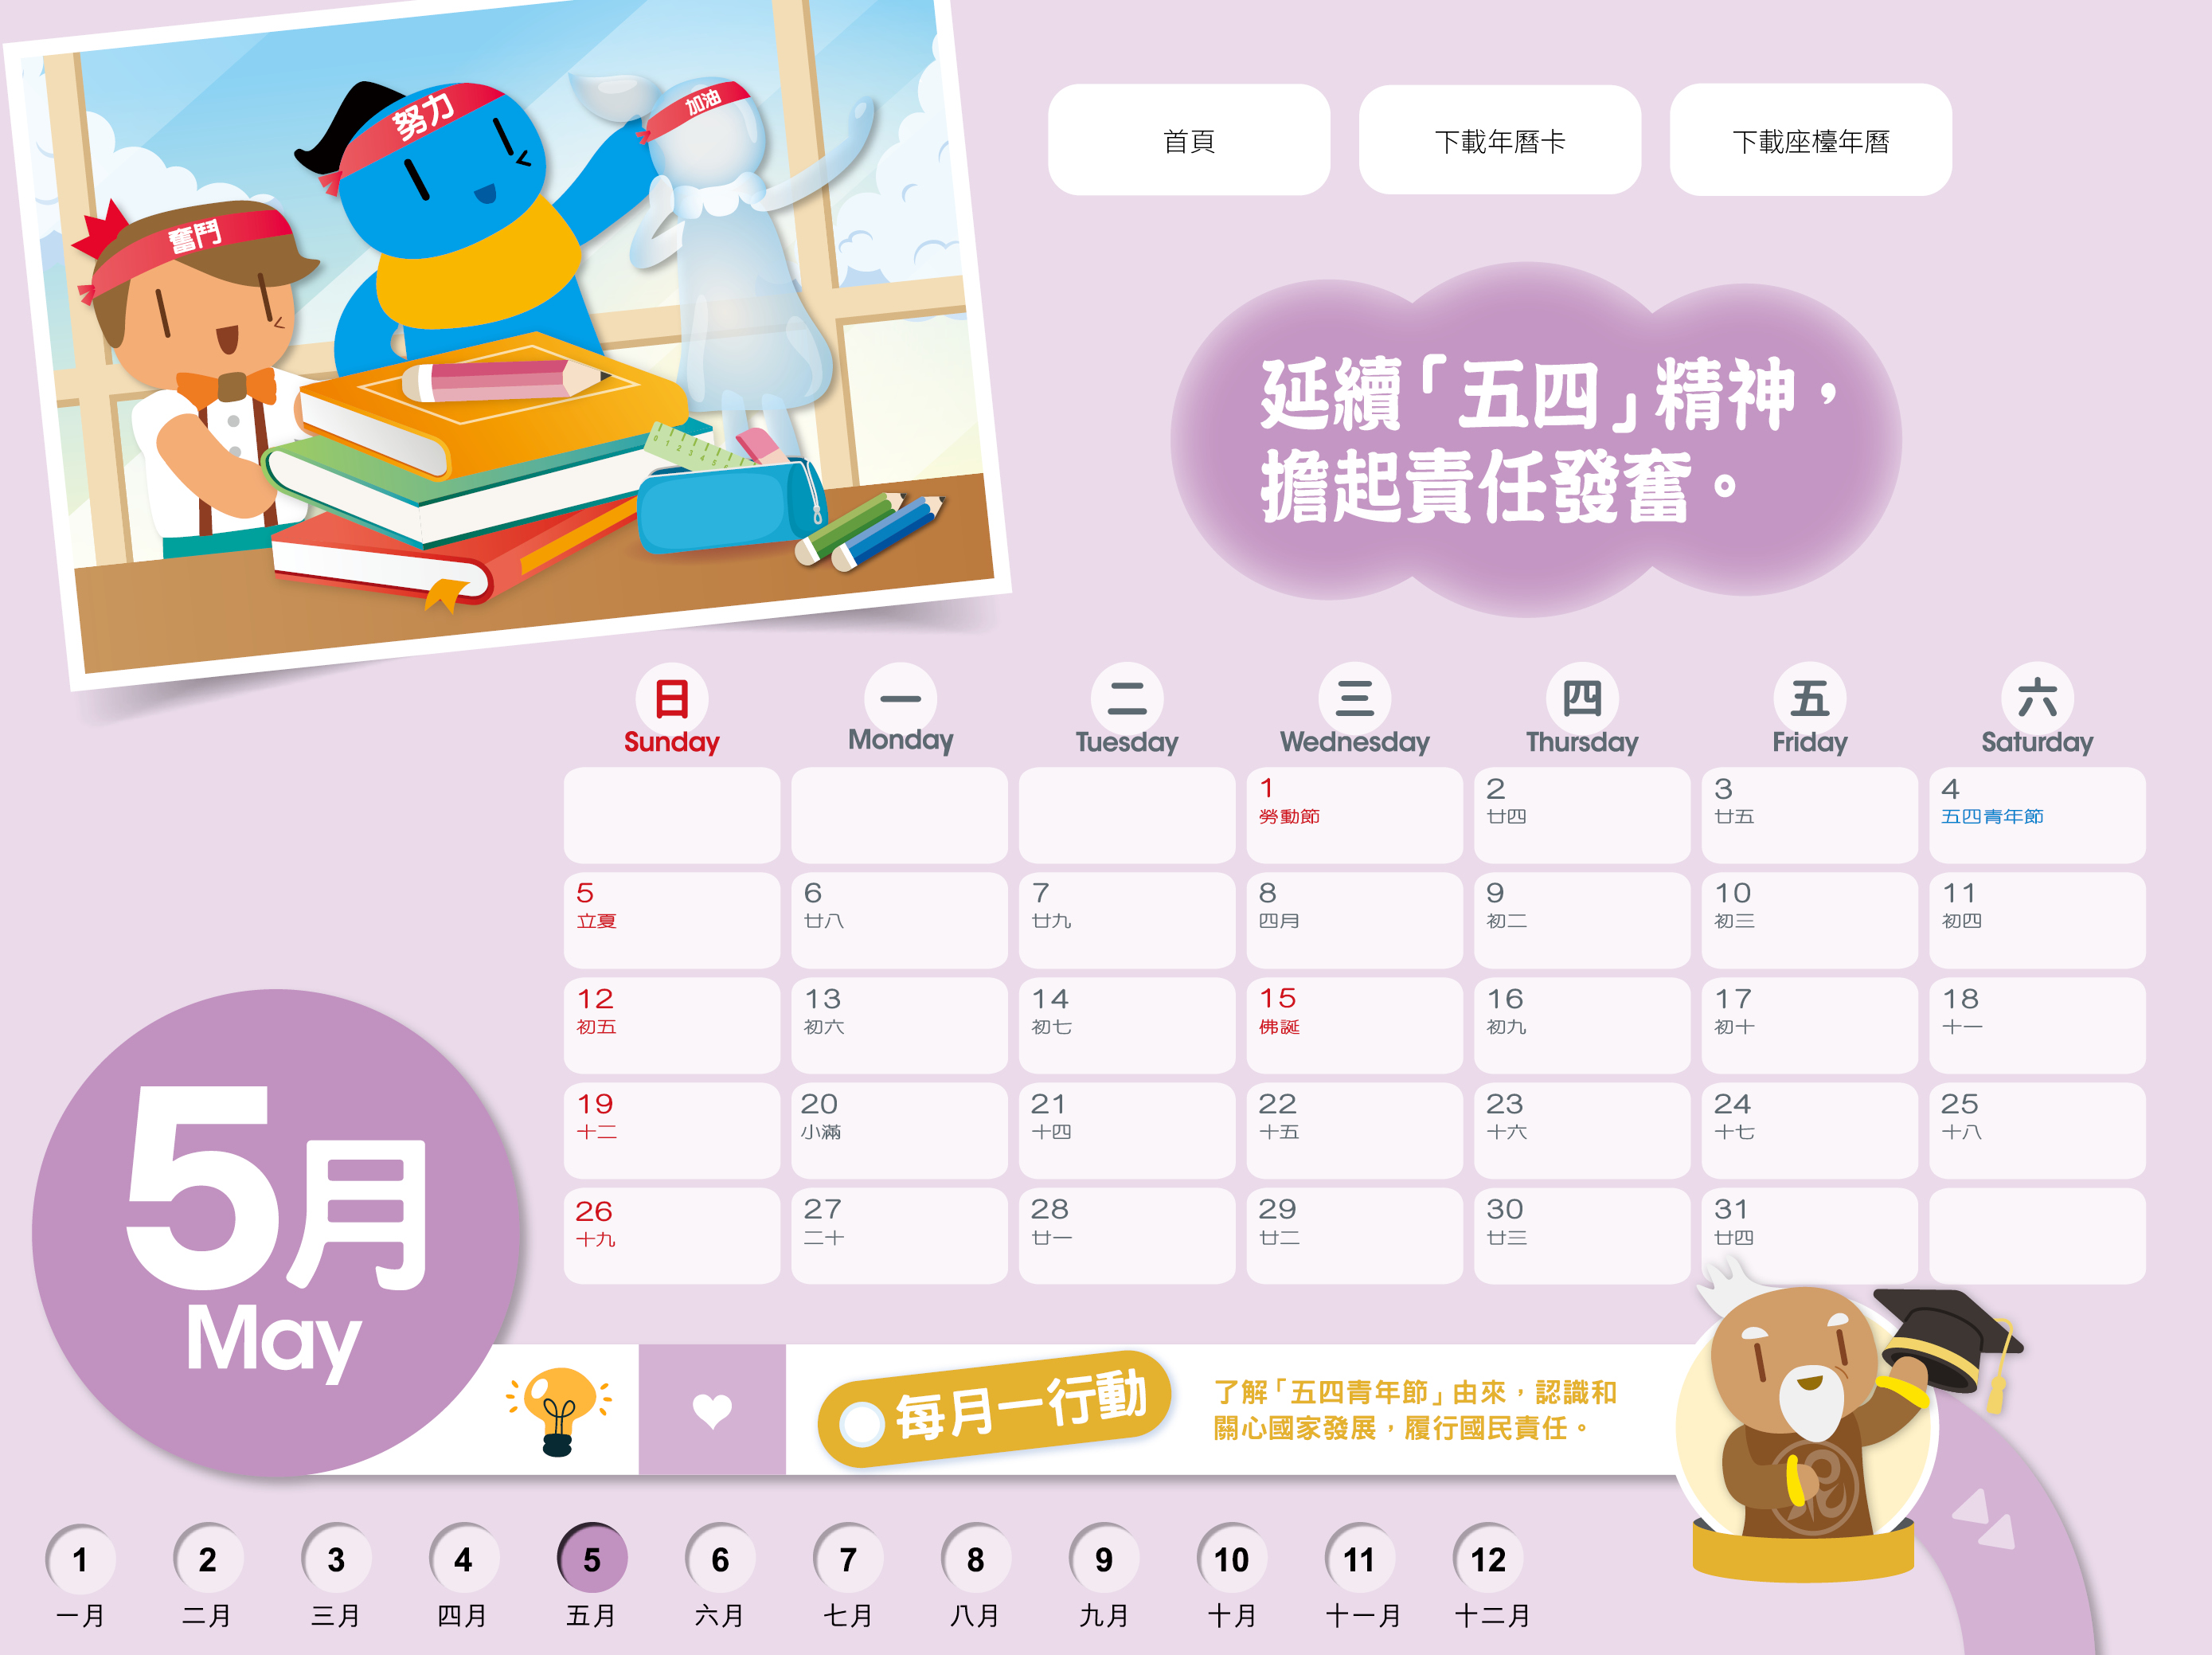 努力
加油
奮鬥
首頁
下載年曆卡
下載座檯年曆
延續「五四」精神，
擔起責任發奮。
日 一 二 三 四 五 六
Sunday Monday Tuesday Wednesday Thursday Friday Saturday
1 2 3 4
勞動節 廿四 廿五 五四青年節
5 6 7 8 9 10 11
立夏 廿八 廿九 四月 初二 初三 初四
12 13 14 15 16 17 18
初五 初六 初七 佛誕 初九 初十 十一
19 20 21 22 23 24 25
十二 小滿 十四 十五 十六 十七 十八
26 27 28 29 30 31
十九 二十 廿一 廿二 廿三 廿四
5月
May
每月一行動
了解「五四青年節」由來，認識和
關心國家發展，履行國民責任。
1 2 3 4 5 6 7 8 9 10 11 12
一月 二月 三月 四月 五月 六月 七月 八月 九月 十月 十一月 十二月